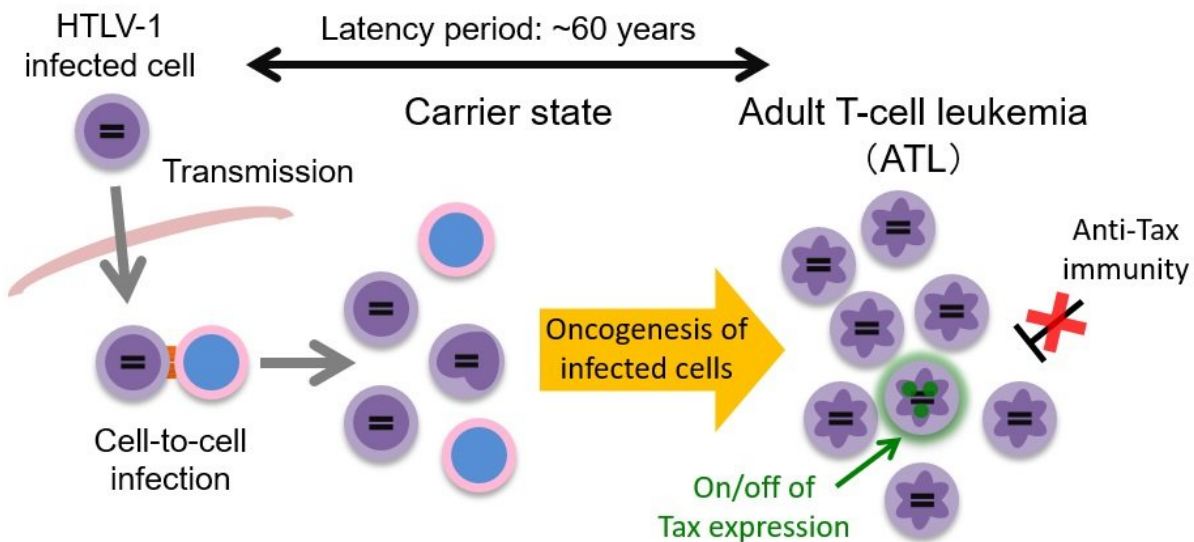 HTLV-1
infected cell
Latency period: ~60 years
Carrier state
Adult T-cell leukemia
（ATL）
Transmission
Anti-Tax
immunity
Oncogenesis of
infected cells
Cell-to-cell
infection
On/off of
Tax expression